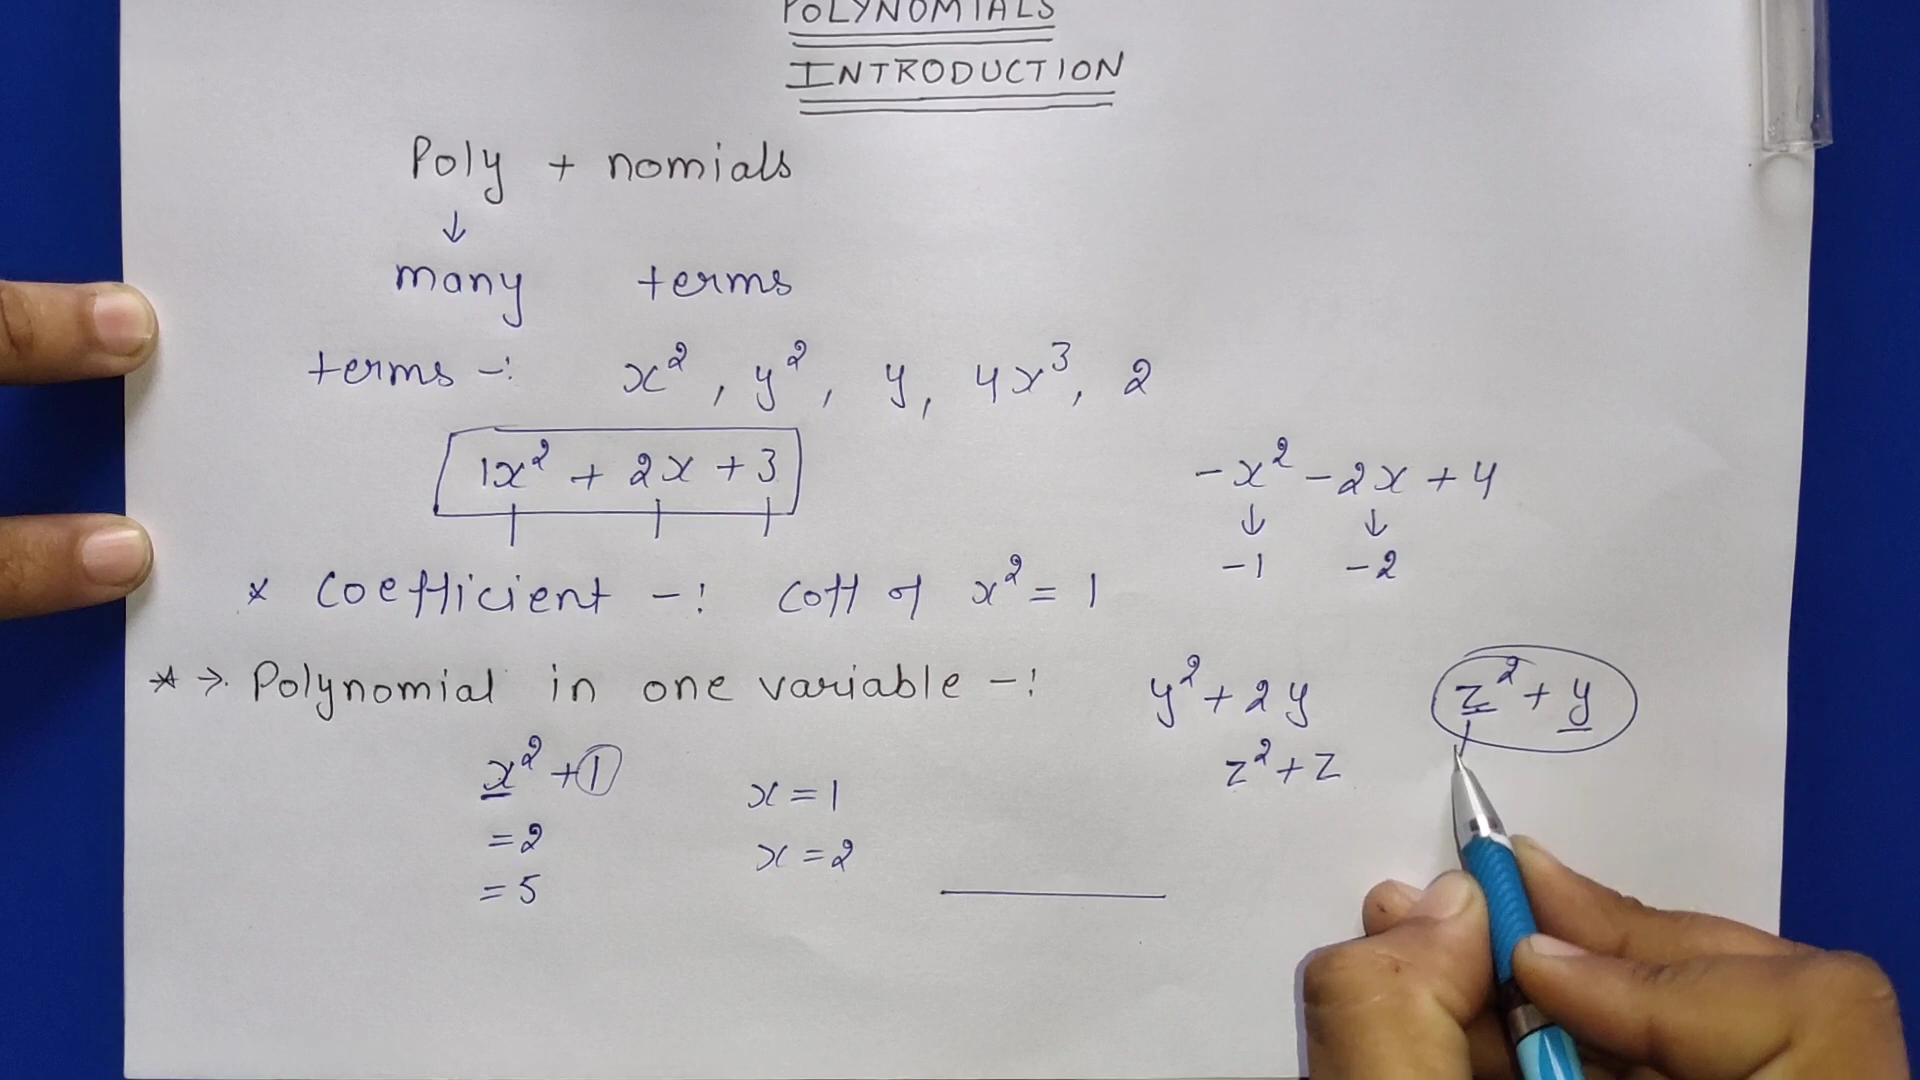 POLYNOMIALS
INTRODUCTION
Poly + nomials
↓
many terms
terms -: x², y², y, 4x³, 2
1x² + 2x + 3
-x² - 2x + 4
↓ ↓
-1 -2
* Coefficient -: Coff of x² = 1
* →. Polynomial in one variable -:
y² + 2y
z² + y
z² + z
x² + 1
= 2
= 5
x = 1
x = 2